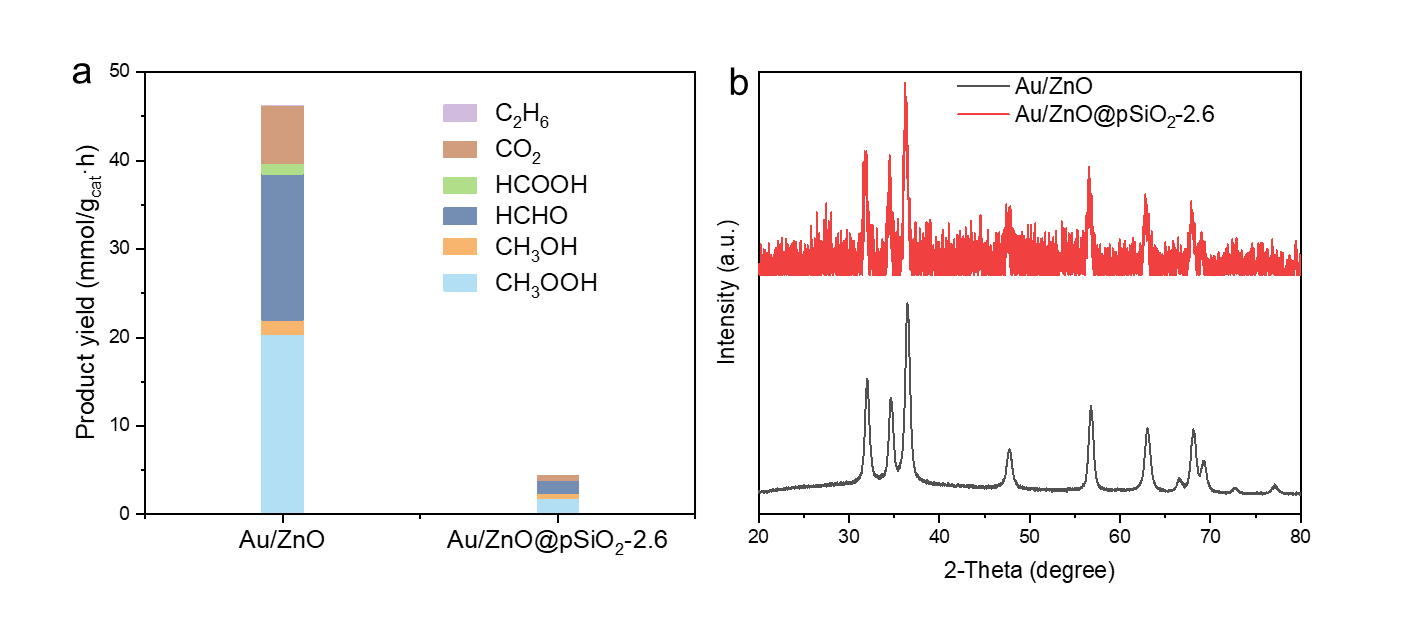 a
50
40
30
20
10
0
Product yield (mmol/g_cat·h)
C₂H₆
CO₂
HCOOH
HCHO
CH₃OH
CH₃OOH
Au/ZnO
Au/ZnO@pSiO₂-2.6
b
Au/ZnO
Au/ZnO@pSiO₂-2.6
Intensity (a.u.)
20 30 40 50 60 70 80
2-Theta (degree)